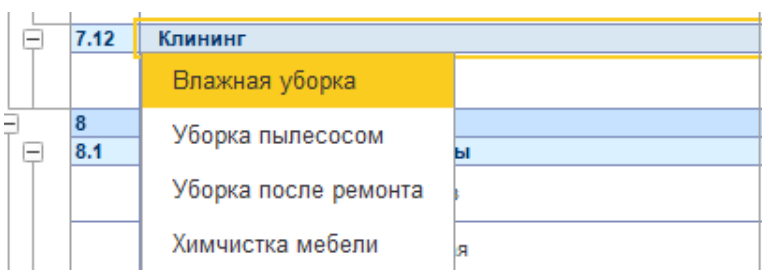 7.12 Клининг
Влажная уборка
8
Уборка пылесосом
8.1
Уборка после ремонта
Химчистка мебели